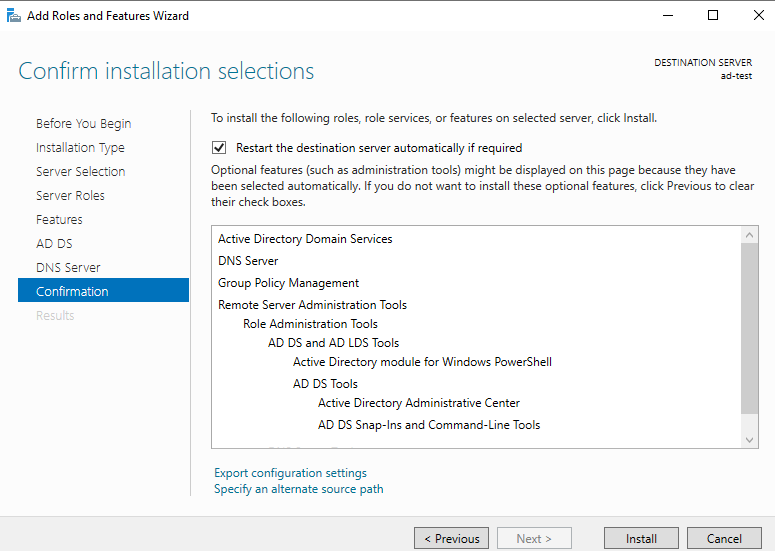 Add Roles and Features Wizard
Confirm installation selections
DESTINATION SERVER
ad-test
Before You Begin
Installation Type
Server Selection
Server Roles
Features
AD DS
DNS Server
Confirmation
Results
To install the following roles, role services, or features on selected server, click Install.
Restart the destination server automatically if required
Optional features (such as administration tools) might be displayed on this page because they have
been selected automatically. If you do not want to install these optional features, click Previous to clear
their check boxes.
Active Directory Domain Services
DNS Server
Group Policy Management
Remote Server Administration Tools
Role Administration Tools
AD DS and AD LDS Tools
Active Directory module for Windows PowerShell
AD DS Tools
Active Directory Administrative Center
AD DS Snap-Ins and Command-Line Tools
Export configuration settings
Specify an alternate source path
< Previous
Next >
Install
Cancel